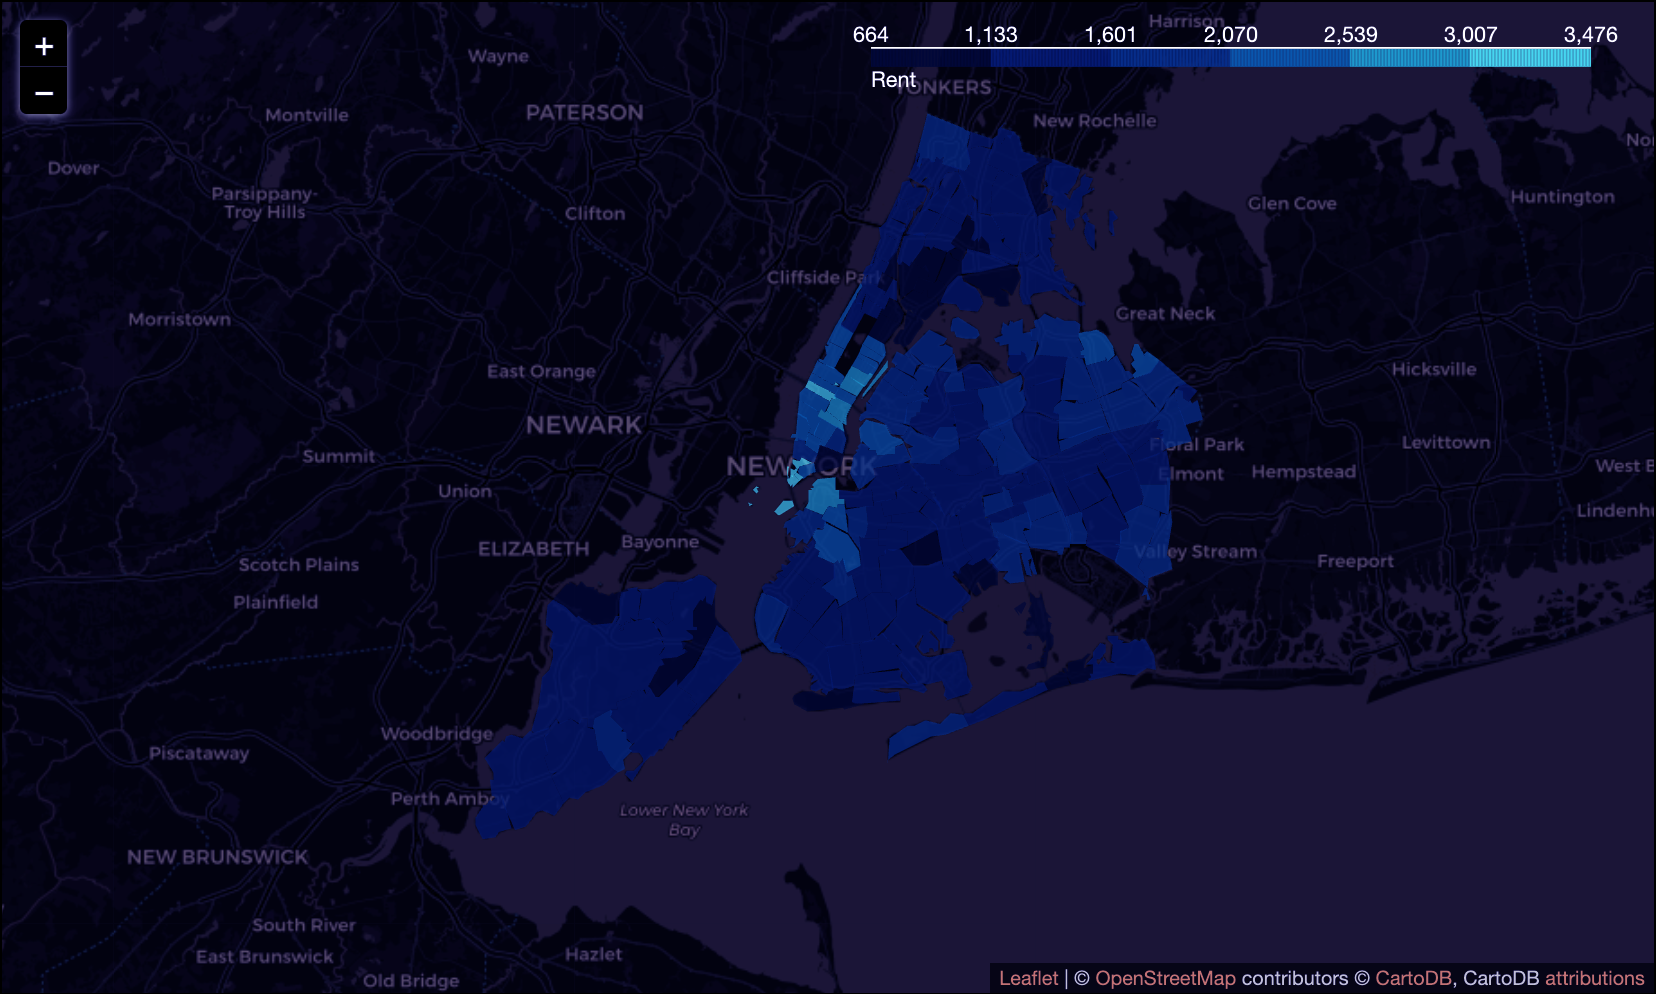 +
−
664 1,133 1,601 2,070 2,539 3,007 3,476
Rent
Harrison
Wayne
YONKERS
Montville
PATERSON
New Rochelle
Dover
Parsippany-
Troy Hills
Clifton
Glen Cove
Huntington
Cliffside Park
Morristown
Great Neck
East Orange
Hicksville
NEWARK
Summit
NEW YORK
Floral Park
Levittown
Union
Elmont
Hempstead
West B
Lindenhu
ELIZABETH
Bayonne
Valley Stream
Freeport
Scotch Plains
Plainfield
Woodbridge
Piscataway
Perth Amboy
Lower New York
Bay
NEW BRUNSWICK
South River
East Brunswick
Hazlet
Old Bridge
Leaflet | © OpenStreetMap contributors © CartoDB, CartoDB attributions